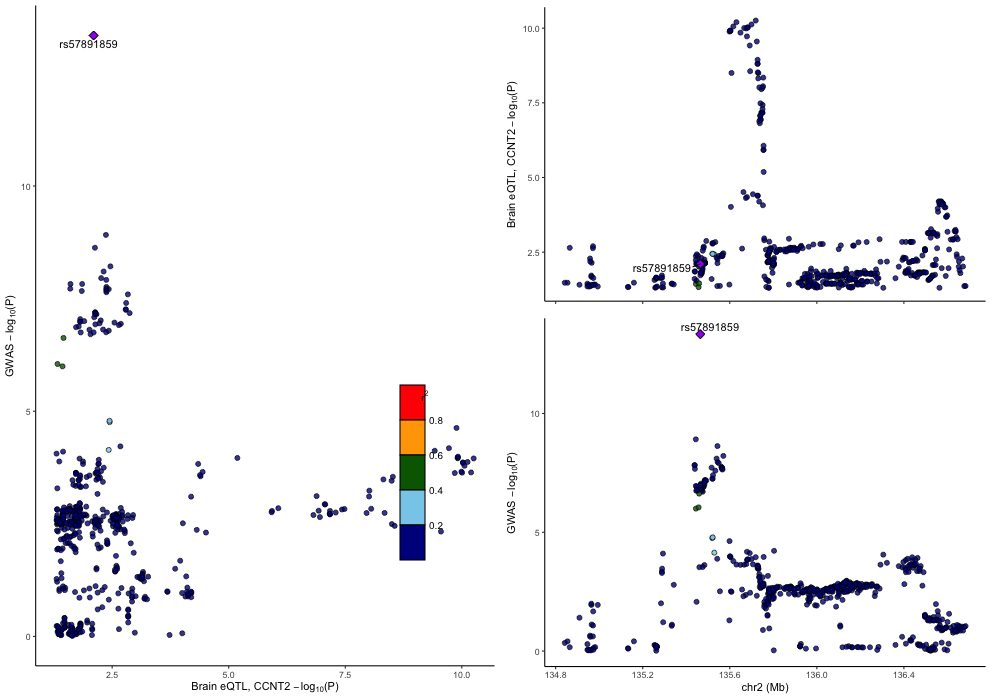 rs57891859
10
5
0
GWAS −log10(P)
2.5
5.0
7.5
10.0
Brain eQTL, CCNT2 −log10(P)
r2
0.8
0.6
0.4
0.2
10.0
7.5
5.0
2.5
Brain eQTL, CCNT2 −log10(P)
rs57891859
rs57891859
10
5
0
GWAS −log10(P)
134.8
135.2
135.6
136.0
136.4
chr2 (Mb)